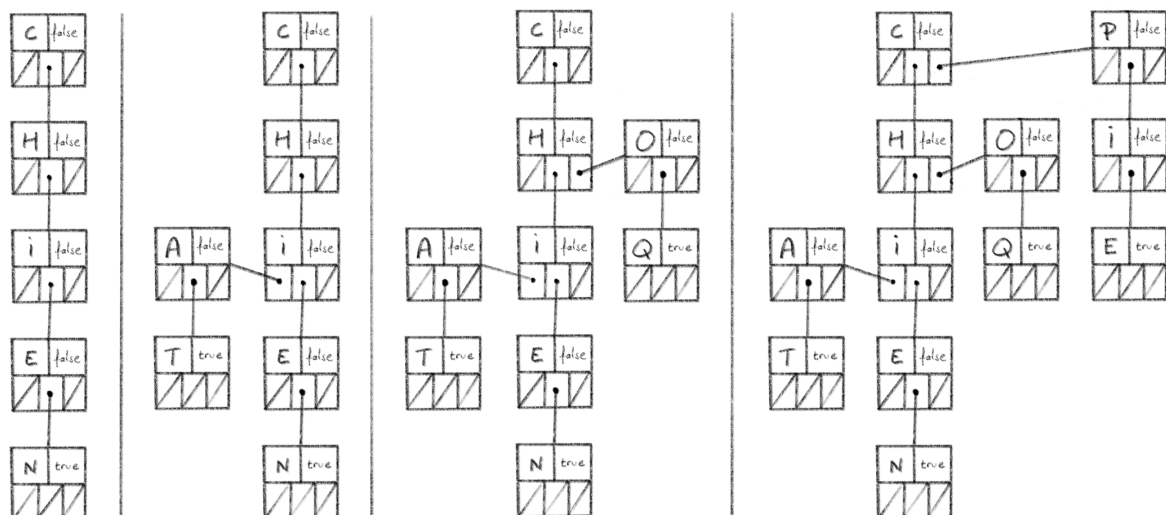 C false C false C false C false P false
H false H false H false O false H false O false i false
i false A false i false A false i false Q true A false i false Q true E true
E false T true E false T true E false T true E false
N true N true N true N true